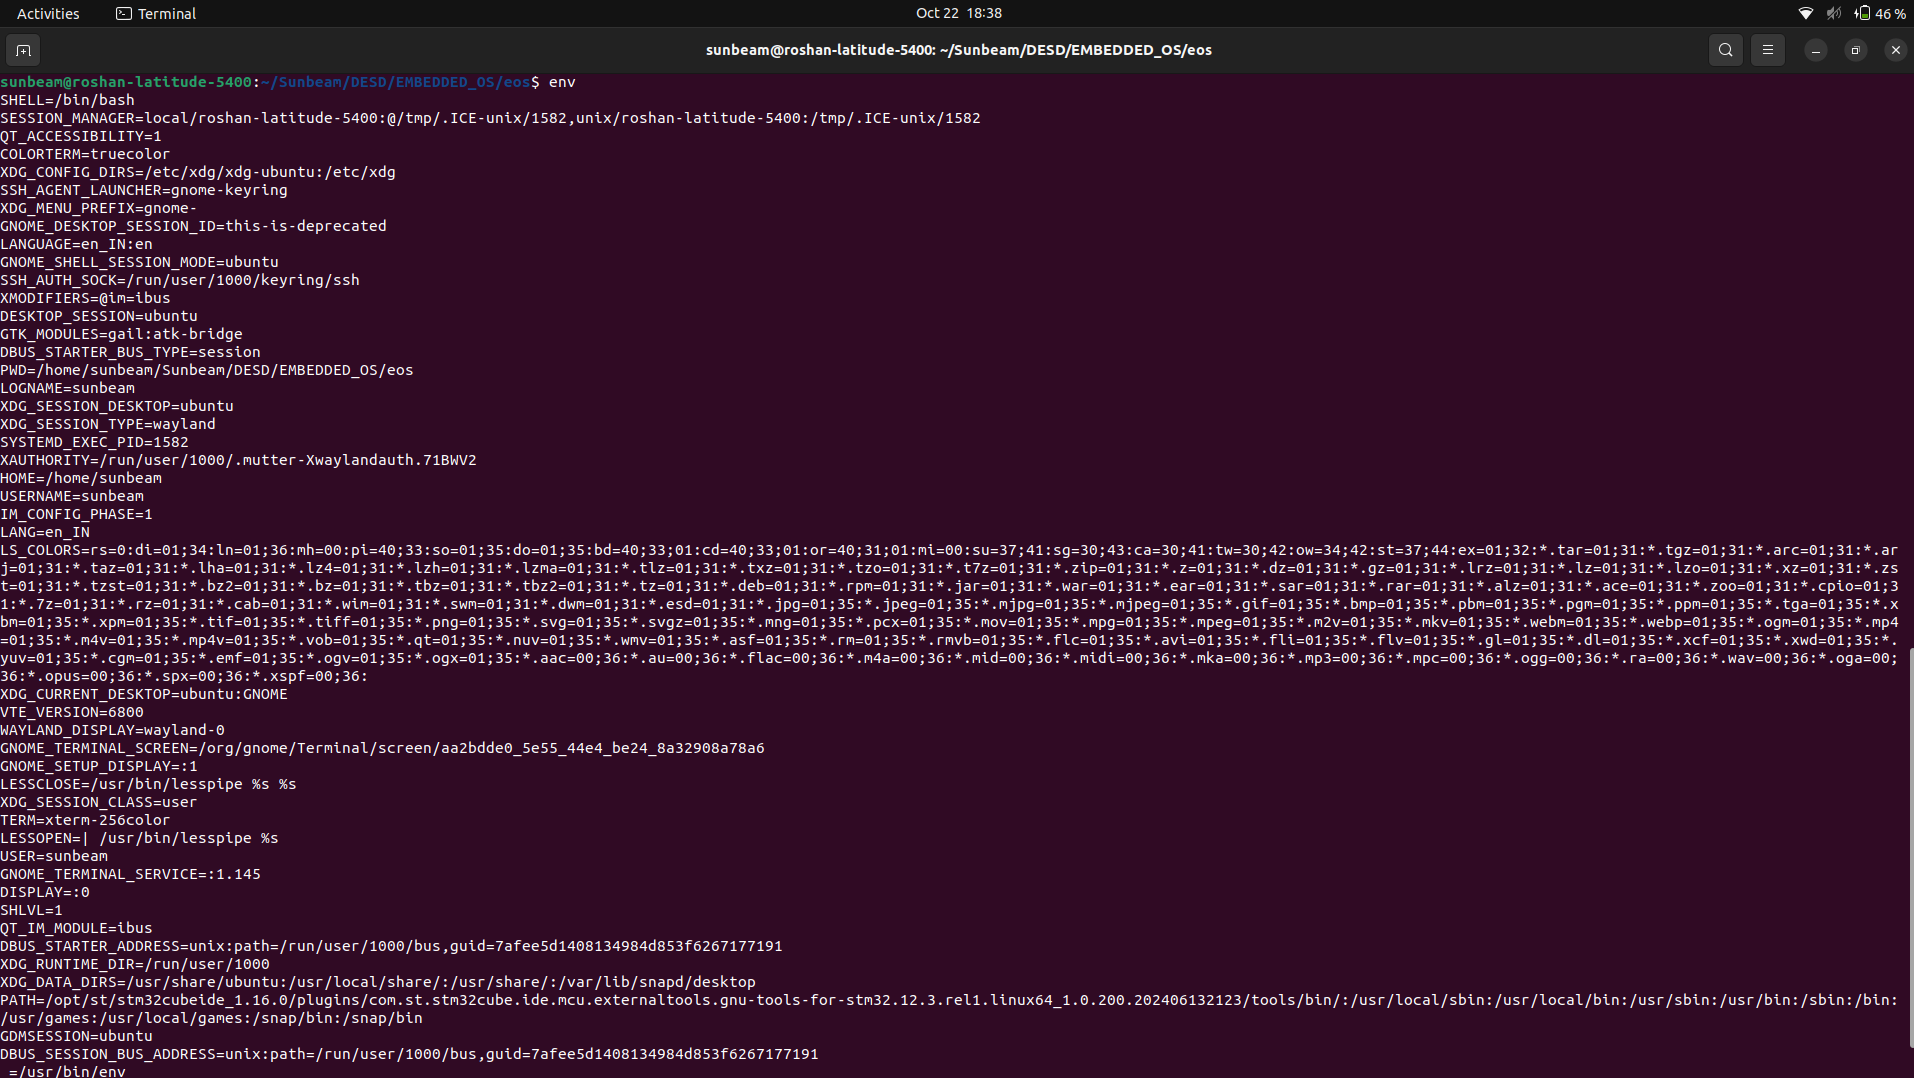 Activities Terminal Oct 22 18:38 46 %
sunbeam@roshan-latitude-5400: ~/Sunbeam/DESD/EMBEDDED_OS/eos
sunbeam@roshan-latitude-5400:~/Sunbeam/DESD/EMBEDDED_OS/eos$ env
SHELL=/bin/bash
SESSION_MANAGER=local/roshan-latitude-5400:@/tmp/.ICE-unix/1582,unix/roshan-latitude-5400:/tmp/.ICE-unix/1582
QT_ACCESSIBILITY=1
COLORTERM=truecolor
XDG_CONFIG_DIRS=/etc/xdg/xdg-ubuntu:/etc/xdg
SSH_AGENT_LAUNCHER=gnome-keyring
XDG_MENU_PREFIX=gnome-
GNOME_DESKTOP_SESSION_ID=this-is-deprecated
LANGUAGE=en_IN:en
GNOME_SHELL_SESSION_MODE=ubuntu
SSH_AUTH_SOCK=/run/user/1000/keyring/ssh
XMODIFIERS=@im=ibus
DESKTOP_SESSION=ubuntu
GTK_MODULES=gail:atk-bridge
DBUS_STARTER_BUS_TYPE=session
PWD=/home/sunbeam/Sunbeam/DESD/EMBEDDED_OS/eos
LOGNAME=sunbeam
XDG_SESSION_DESKTOP=ubuntu
XDG_SESSION_TYPE=wayland
SYSTEMD_EXEC_PID=1582
XAUTHORITY=/run/user/1000/.mutter-Xwaylandauth.71BWV2
HOME=/home/sunbeam
USERNAME=sunbeam
IM_CONFIG_PHASE=1
LANG=en_IN
LS_COLORS=rs=0:di=01;34:ln=01;36:mh=00:pi=40;33:so=01;35:do=01;35:bd=40;33;01:cd=40;33;01:or=40;31;01:mi=00:su=37;41:sg=30;43:ca=30;41:tw=30;42:ow=34;42:st=37;44:ex=01;32:*.tar=01;31:*.tgz=01;31:*.arc=01;31:*.ar
j=01;31:*.taz=01;31:*.lha=01;31:*.lz4=01;31:*.lzh=01;31:*.lzma=01;31:*.tlz=01;31:*.txz=01;31:*.tzo=01;31:*.t7z=01;31:*.zip=01;31:*.z=01;31:*.dz=01;31:*.gz=01;31:*.lrz=01;31:*.lz=01;31:*.lzo=01;31:*.xz=01;31:*.zs
t=01;31:*.tzst=01;31:*.bz2=01;31:*.bz=01;31:*.tbz=01;31:*.tbz2=01;31:*.tz=01;31:*.deb=01;31:*.rpm=01;31:*.jar=01;31:*.war=01;31:*.ear=01;31:*.sar=01;31:*.rar=01;31:*.alz=01;31:*.ace=01;31:*.zoo=01;31:*.cpio=01;3
1:*.7z=01;31:*.rz=01;31:*.cab=01;31:*.wim=01;31:*.swm=01;31:*.dwm=01;31:*.esd=01;31:*.jpg=01;35:*.jpeg=01;35:*.mjpg=01;35:*.mjpeg=01;35:*.gif=01;35:*.bmp=01;35:*.pbm=01;35:*.pgm=01;35:*.ppm=01;35:*.tga=01;35:*.x
bm=01;35:*.xpm=01;35:*.tif=01;35:*.tiff=01;35:*.png=01;35:*.svg=01;35:*.svgz=01;35:*.mng=01;35:*.pcx=01;35:*.mov=01;35:*.mpg=01;35:*.mpeg=01;35:*.m2v=01;35:*.mkv=01;35:*.webm=01;35:*.webp=01;35:*.ogm=01;35:*.mp4
=01;35:*.m4v=01;35:*.mp4v=01;35:*.vob=01;35:*.qt=01;35:*.nuv=01;35:*.wmv=01;35:*.asf=01;35:*.rm=01;35:*.rmvb=01;35:*.flc=01;35:*.avi=01;35:*.fli=01;35:*.flv=01;35:*.gl=01;35:*.dl=01;35:*.xcf=01;35:*.xwd=01;35:*.
yuv=01;35:*.cgm=01;35:*.emf=01;35:*.ogv=01;35:*.ogx=01;35:*.aac=00;36:*.au=00;36:*.flac=00;36:*.m4a=00;36:*.mid=00;36:*.midi=00;36:*.mka=00;36:*.mp3=00;36:*.mpc=00;36:*.ogg=00;36:*.ra=00;36:*.wav=00;36:*.oga=00;
36:*.opus=00;36:*.spx=00;36:*.xspf=00;36:
XDG_CURRENT_DESKTOP=ubuntu:GNOME
VTE_VERSION=6800
WAYLAND_DISPLAY=wayland-0
GNOME_TERMINAL_SCREEN=/org/gnome/Terminal/screen/aa2bdde0_5e55_44e4_be24_8a32908a78a6
GNOME_SETUP_DISPLAY=:1
LESSCLOSE=/usr/bin/lesspipe %s %s
XDG_SESSION_CLASS=user
TERM=xterm-256color
LESSOPEN=| /usr/bin/lesspipe %s
USER=sunbeam
GNOME_TERMINAL_SERVICE=:1.145
DISPLAY=:0
SHLVL=1
QT_IM_MODULE=ibus
DBUS_STARTER_ADDRESS=unix:path=/run/user/1000/bus,guid=7afee5d1408134984d853f6267177191
XDG_RUNTIME_DIR=/run/user/1000
XDG_DATA_DIRS=/usr/share/ubuntu:/usr/local/share/:/usr/share/:/var/lib/snapd/desktop
PATH=/opt/st/stm32cubeide_1.16.0/plugins/com.st.stm32cube.ide.mcu.externaltools.gnu-tools-for-stm32.12.3.rel1.linux64_1.0.200.202406132123/tools/bin/:/usr/local/sbin:/usr/local/bin:/usr/sbin:/usr/bin:/sbin:/bin:
/usr/games:/usr/local/games:/snap/bin:/snap/bin
GDMSESSION=ubuntu
DBUS_SESSION_BUS_ADDRESS=unix:path=/run/user/1000/bus,guid=7afee5d1408134984d853f6267177191
=/usr/bin/env